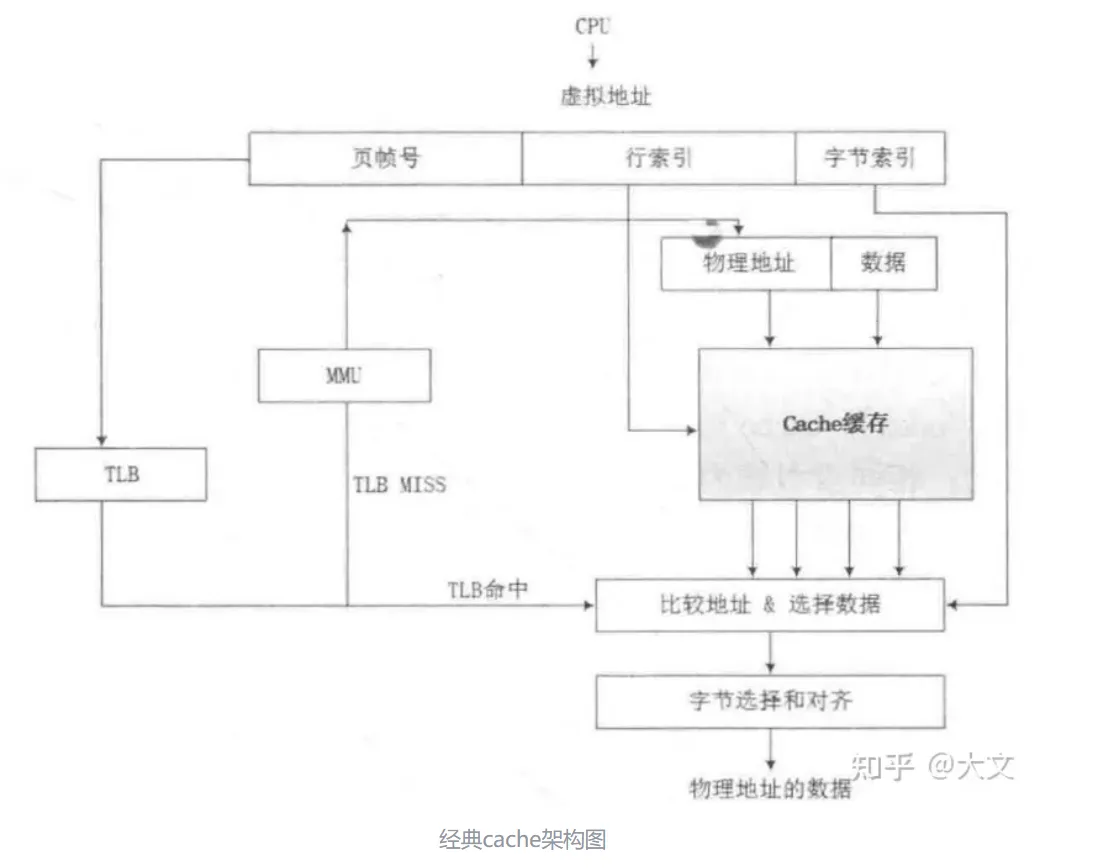 CPU
虚拟地址
页帧号 行索引 字节索引
物理地址 数据
MMU
Cache缓存
TLB
TLB MISS
TLB命中
比较地址 & 选择数据
字节选择和对齐
知乎 @大文
物理地址的数据
经典cache架构图